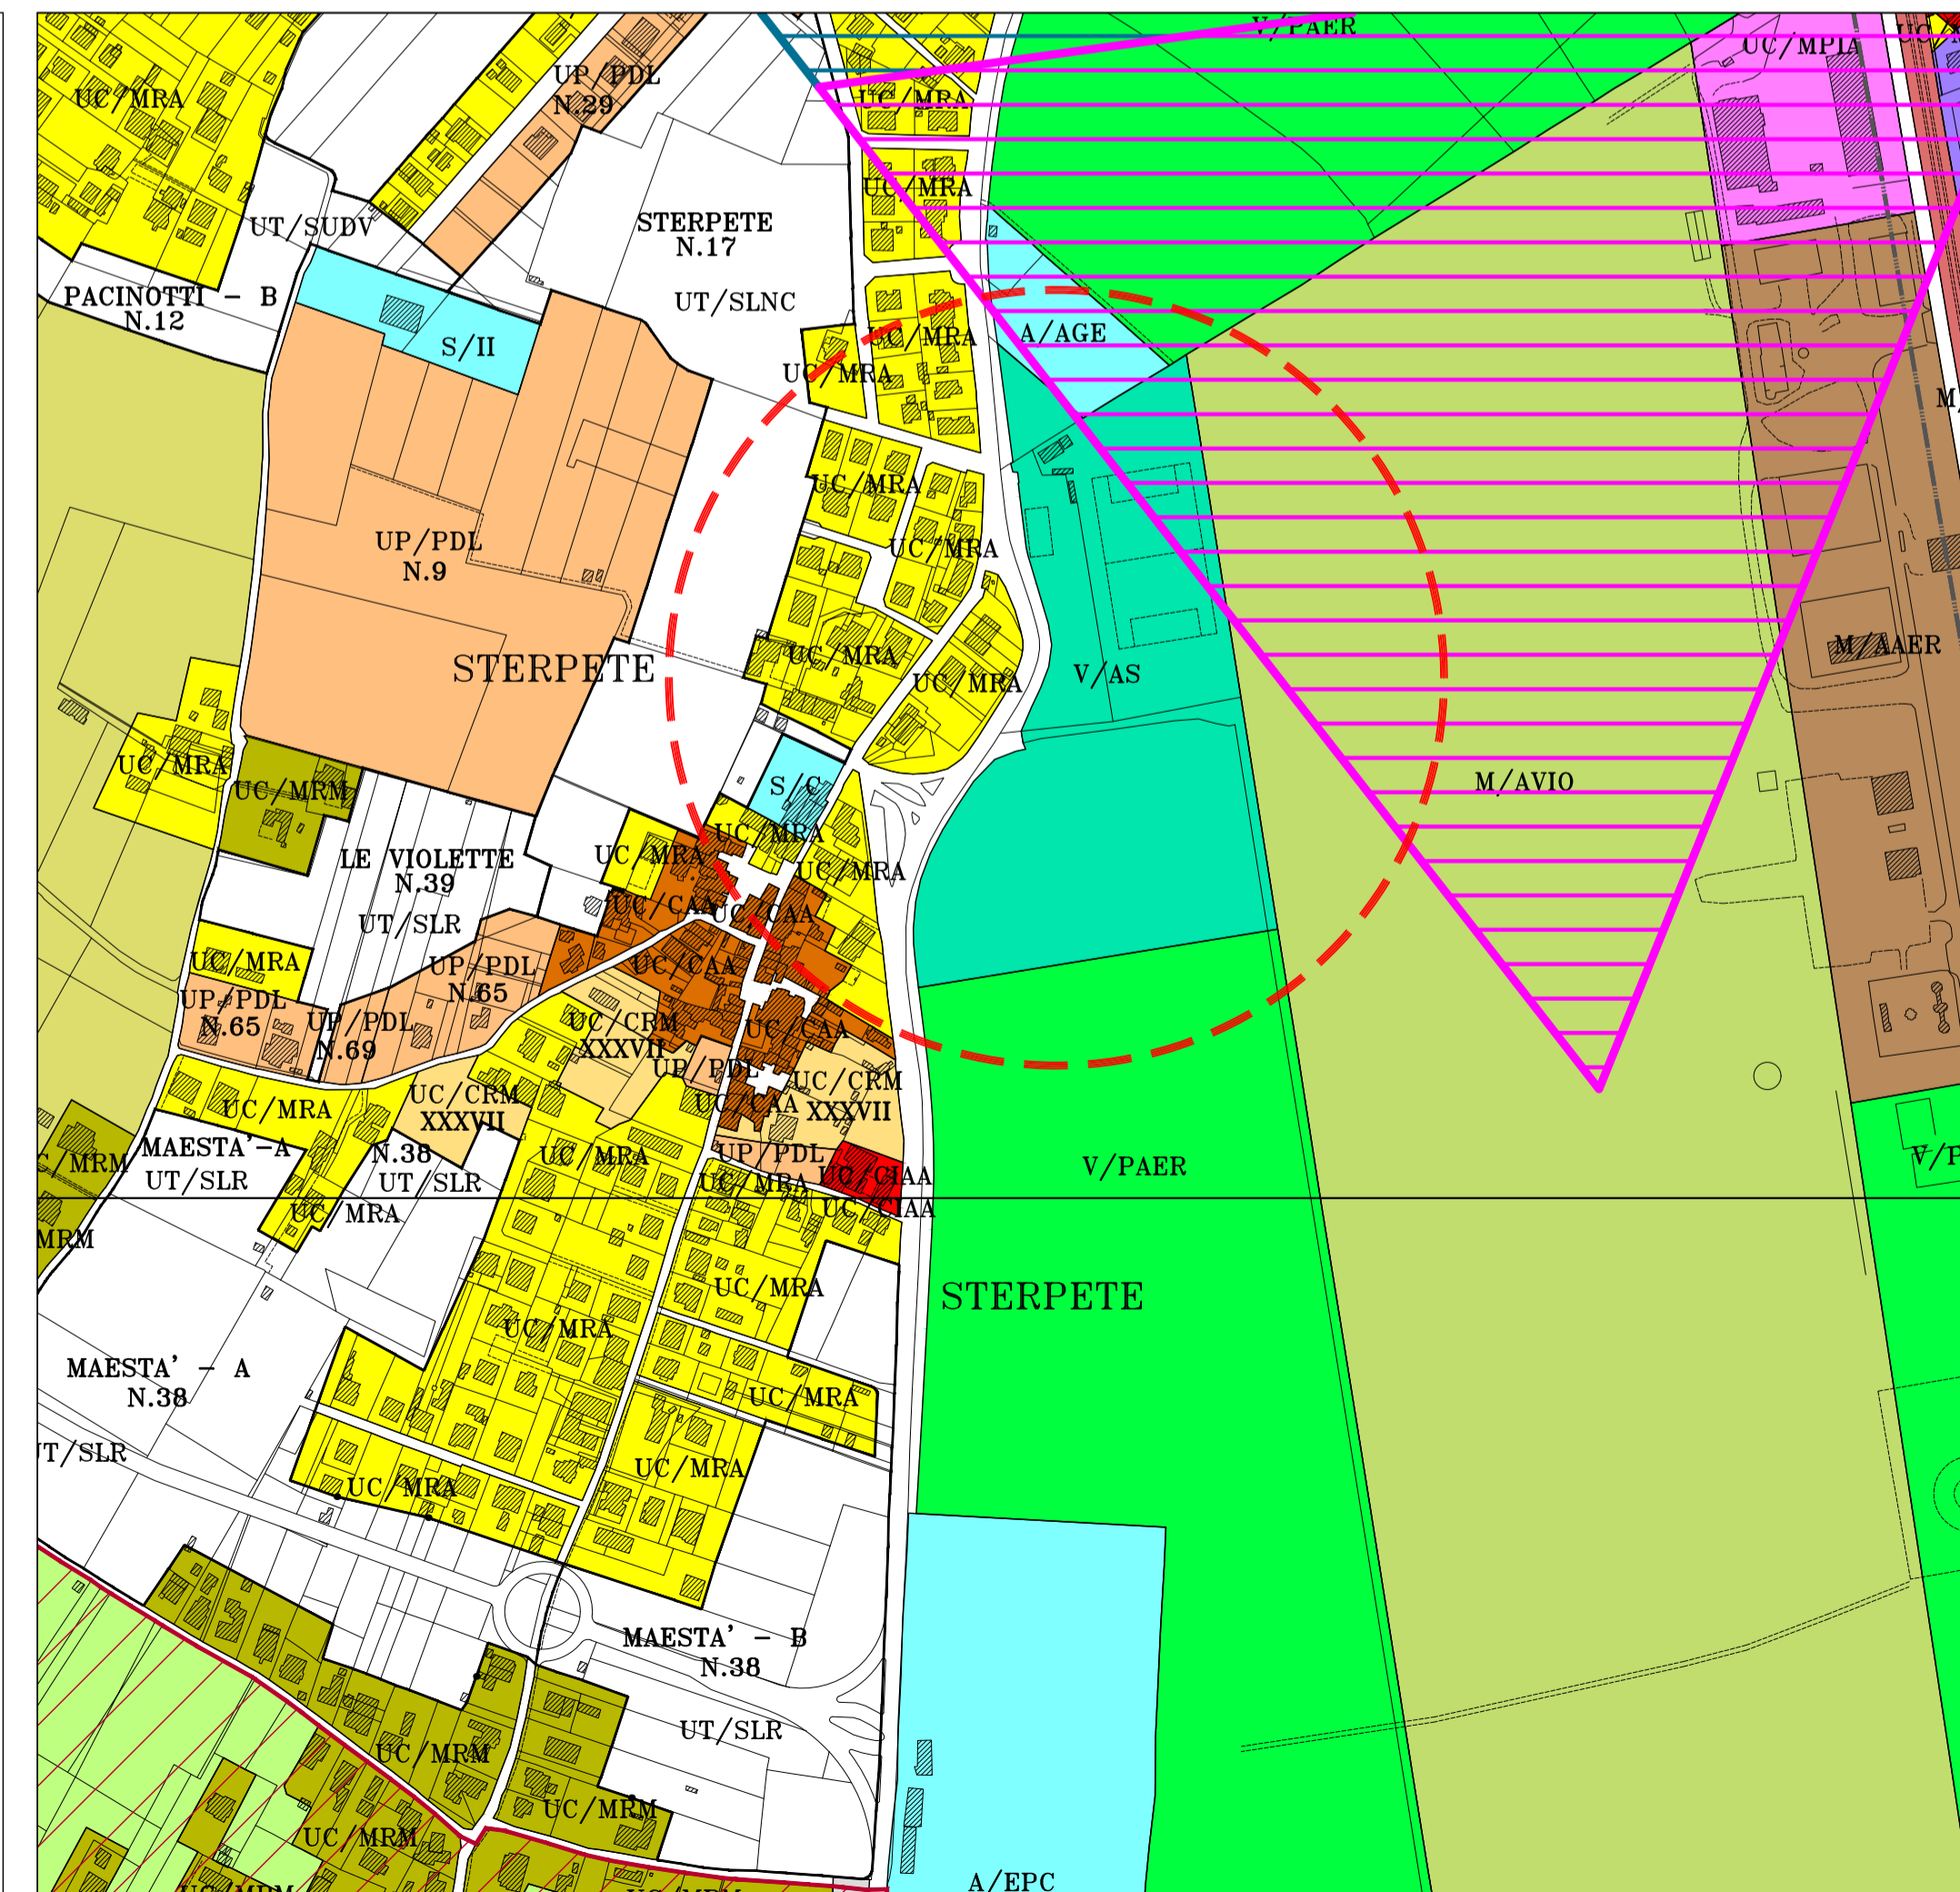 V/PAER
UC/MPIA
UP/PDL
N.29
UC/MRA
UC/MRA
UC/MRA
UT/SUDV
STERPETE
N.17
PACINOTTI - B
N.12
UT/SLNC
S/II
UC/MRA
A/AGE
UC/MRA
UC/MRA
UP/PDL
N.9
UC/MRA
STERPETE
UC/MRA
UC/MRA
V/AS
M/AAER
UC/MRA
UC/MRM
S/C
M/AVIO
UC/MRA
LE VIOLETTE
N.39
UC/MRA
UC/MRA
UT/SLR
UC/CAA
UC/CAA
UC/MRA
UP/PDL
N.65
UC/CAA
UP/PDL
N.65
UP/PDL
N.69
UC/CRM
XXXVII
UC/CAA
UP/PDL
UC/CRM
XXXVII
UC/MRA
UC/CRM
XXXVII
UC/CAA
MAESTA'-A
UT/SLR
N.38
UT/SLR
UC/MRA
UP/PDL
UC/MRA
UC/CIAA
UC/CIAA
V/PAER
MRM
UC/MRA
UC/MRA
STERPETE
UC/MRA
MAESTA' - A
N.38
UC/MRA
UT/SLR
UC/MRA
UC/MRA
MAESTA' - B
N.38
UT/SLR
UC/MRM
UC/MRM
UC/MRM
A/EPC